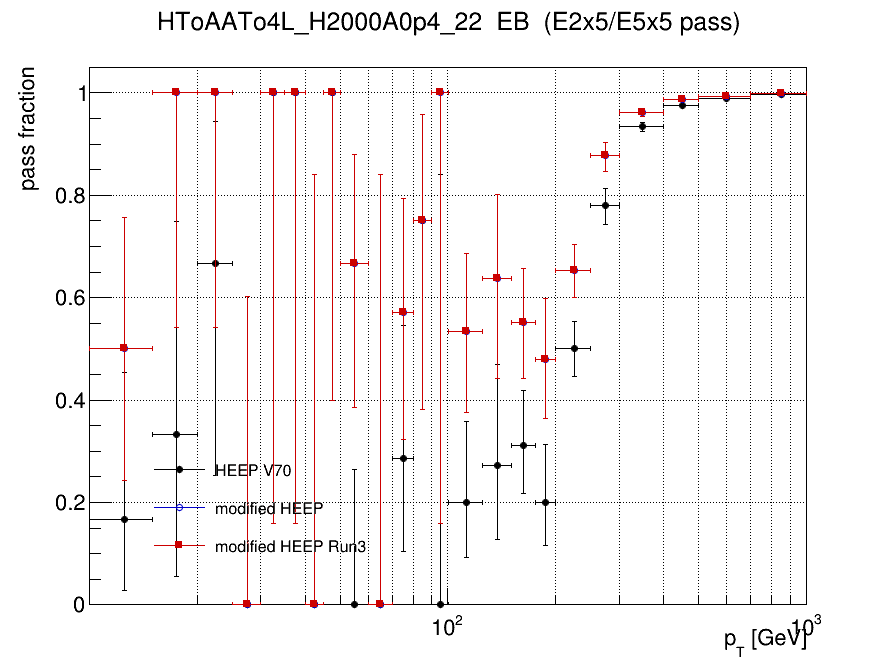 HToAATo4L_H2000A0p4_22 EB (E2x5/E5x5 pass)
pass fraction
1
0.8
0.6
0.4
0.2
0
HEEP V70
modified HEEP
modified HEEP Run3
10²
10³
p_T [GeV]